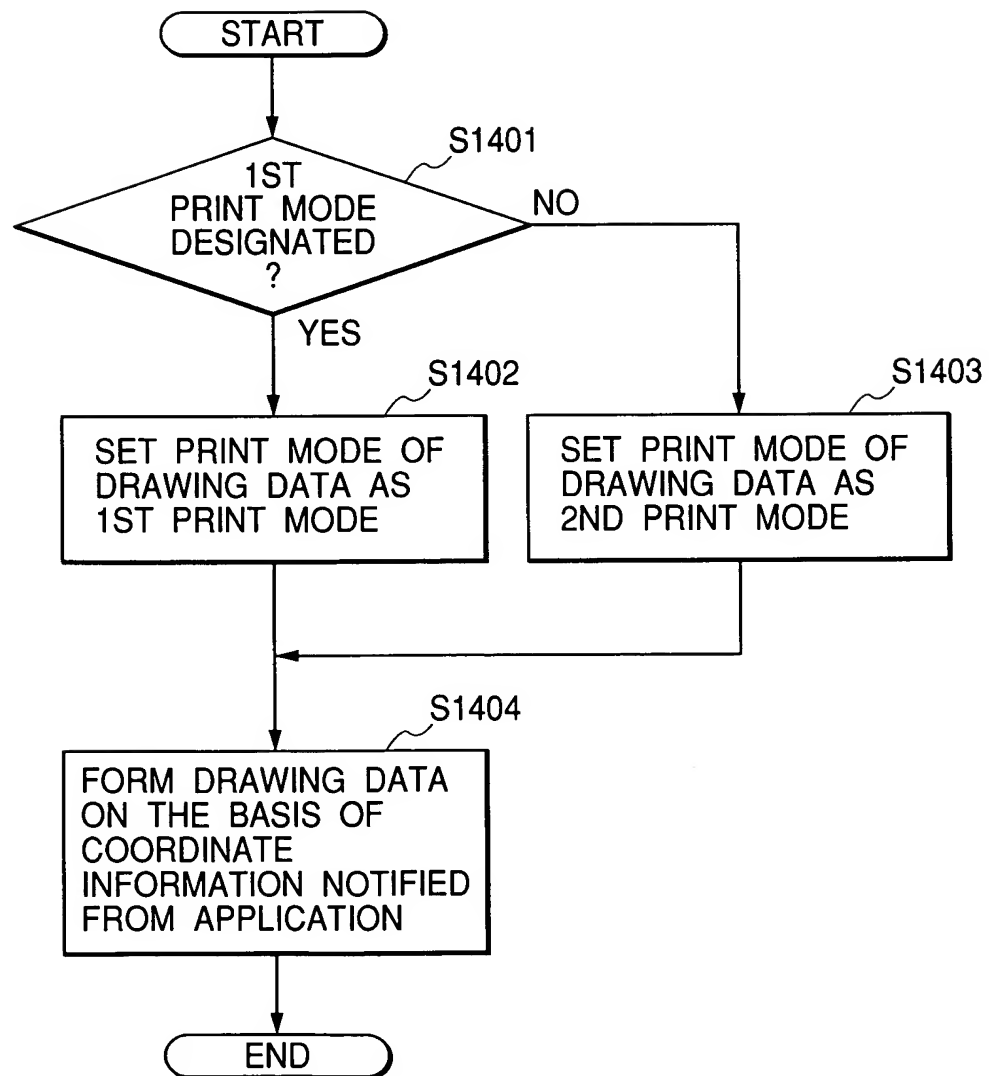 START
S1401
1ST
PRINT MODE
DESIGNATED
?
NO
YES
S1402
SET PRINT MODE OF
DRAWING DATA AS
1ST PRINT MODE
S1403
SET PRINT MODE OF
DRAWING DATA AS
2ND PRINT MODE
S1404
FORM DRAWING DATA
ON THE BASIS OF
COORDINATE
INFORMATION NOTIFIED
FROM APPLICATION
END